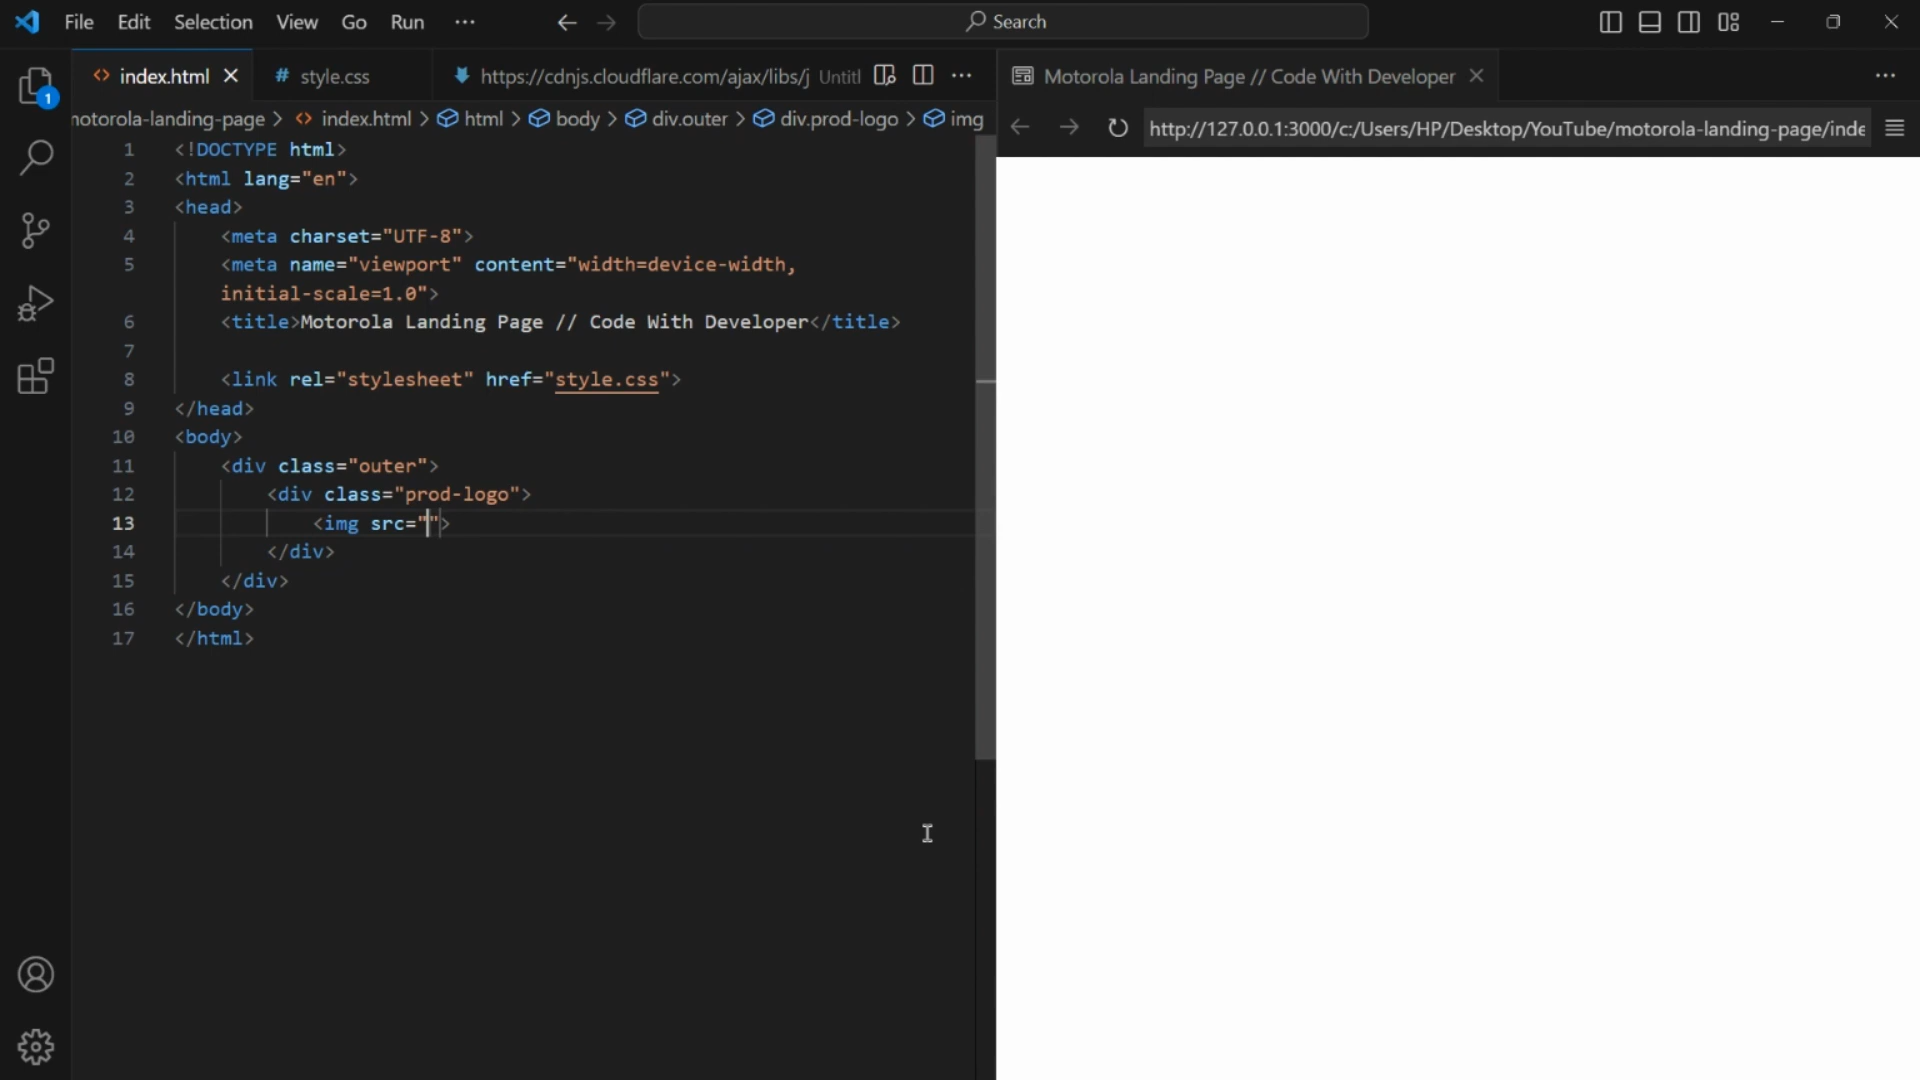 File Edit Selection View Go Run ··· Search
index.html style.css https://cdnjs.cloudflare.com/ajax/libs/j Untitl
Motorola Landing Page // Code With Developer
motorola-landing-page > index.html > html > body > div.outer > div.prod-logo > img
http://127.0.0.1:3000/c:/Users/HP/Desktop/YouTube/motorola-landing-page/inde
1
1 <!DOCTYPE html>
2 <html lang="en">
3 <head>
4 <meta charset="UTF-8">
5 <meta name="viewport" content="width=device-width,
initial-scale=1.0">
6 <title>Motorola Landing Page // Code With Developer</title>
7
8 <link rel="stylesheet" href="style.css">
9 </head>
10 <body>
11 <div class="outer">
12 <div class="prod-logo">
13 <img src="">
14 </div>
15 </div>
16 </body>
17 </html>